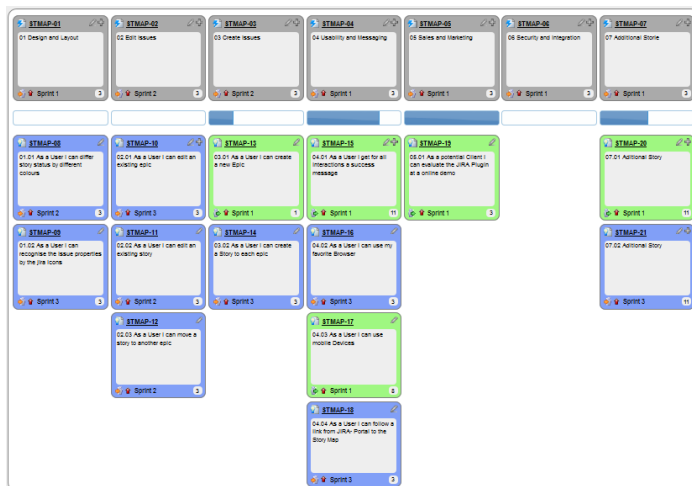 STMAP-01
01 Design and Layout
Sprint 1
3
STMAP-02
02 Edit Issues
Sprint 2
3
STMAP-03
03 Create Issues
Sprint 2
3
STMAP-04
04 Usability and Messaging
Sprint 1
3
STMAP-05
05 Sales and Marketing
Sprint 1
3
STMAP-06
06 Security and Integration
Sprint 1
3
STMAP-07
07 Additional Storie
Sprint 1
3
STMAP-08
01.01 As a User I can differ
story status by different
colours
Sprint 2
3
STMAP-10
02.01 As a User I can edit an
existing epic
Sprint 3
3
STMAP-13
03.01 As a User I can create
a new Epic
Sprint 1
1
STMAP-15
04.01 As a User I get for all
interactions a success
message
Sprint 1
11
STMAP-19
05.01 As a potential Client I
can evaluate the JIRA Plugin
at a online demo
Sprint 1
3
STMAP-20
07.01 Aditional Story
Sprint 1
11
STMAP-09
01.02 As a User I can
recognise the issue properties
by the jira icons
Sprint 3
3
STMAP-11
02.02 As a User I can edit an
existing story
Sprint 2
3
STMAP-14
03.02 As a User I can create
a Story to each epic
Sprint 3
3
STMAP-16
04.02 As a User I can use my
favorite Browser
Sprint 3
3
STMAP-21
07.02 Aditional Story
Sprint 3
11
STMAP-12
02.03 As a User I can move a
story to another epic
Sprint 2
3
STMAP-17
04.03 As a User I can use
mobile Devices
Sprint 1
8
STMAP-18
04.04 As a User I can follow a
link from JIRA- Portal to the
Story Map
Sprint 3
3